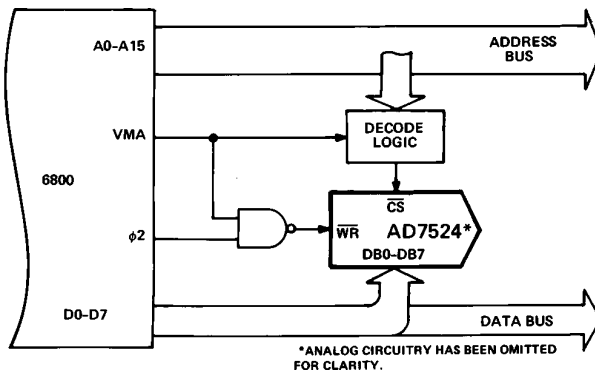 A0–A15
ADDRESS
BUS
VMA
DECODE
LOGIC
6800
CS
WR
AD7524*
ϕ2
DB0–DB7
D0–D7
DATA BUS
*ANALOG CIRCUITRY HAS BEEN OMITTED
FOR CLARITY.